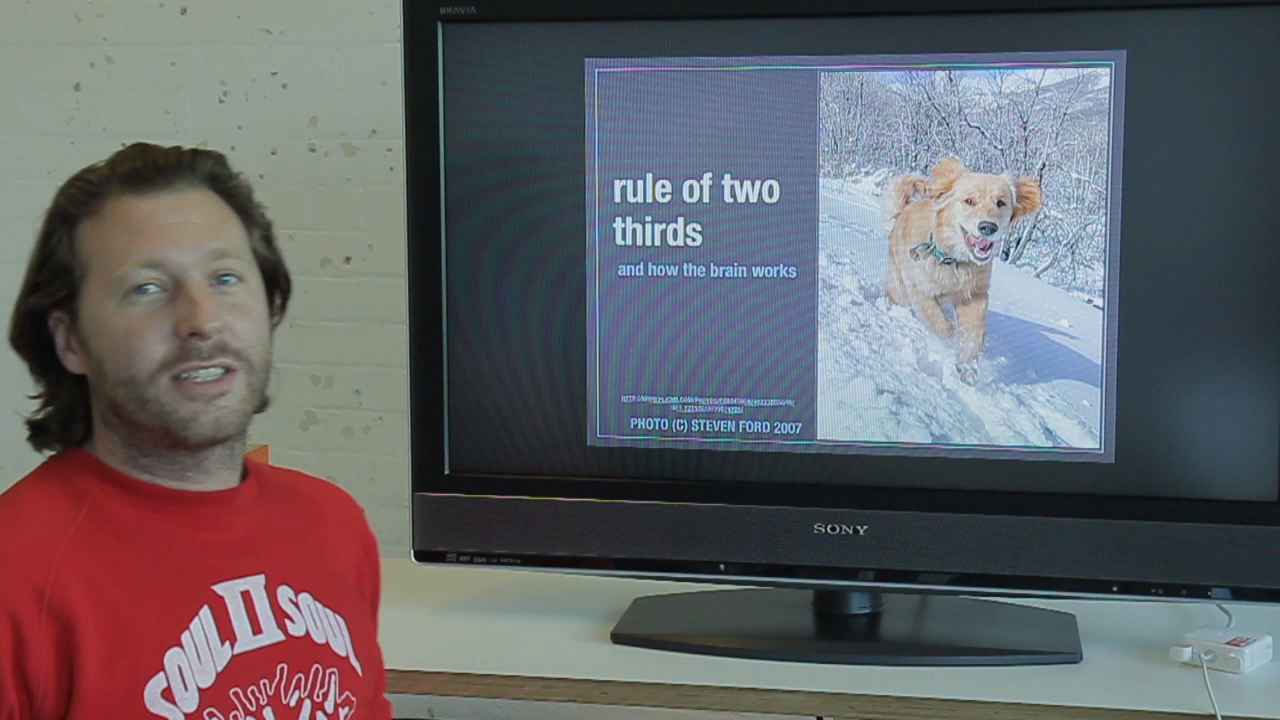 BRAVIA
rule of two
thirds
and how the brain works
PHOTO (C) STEVEN FORD 2007
SONY
SOUL II SOUL